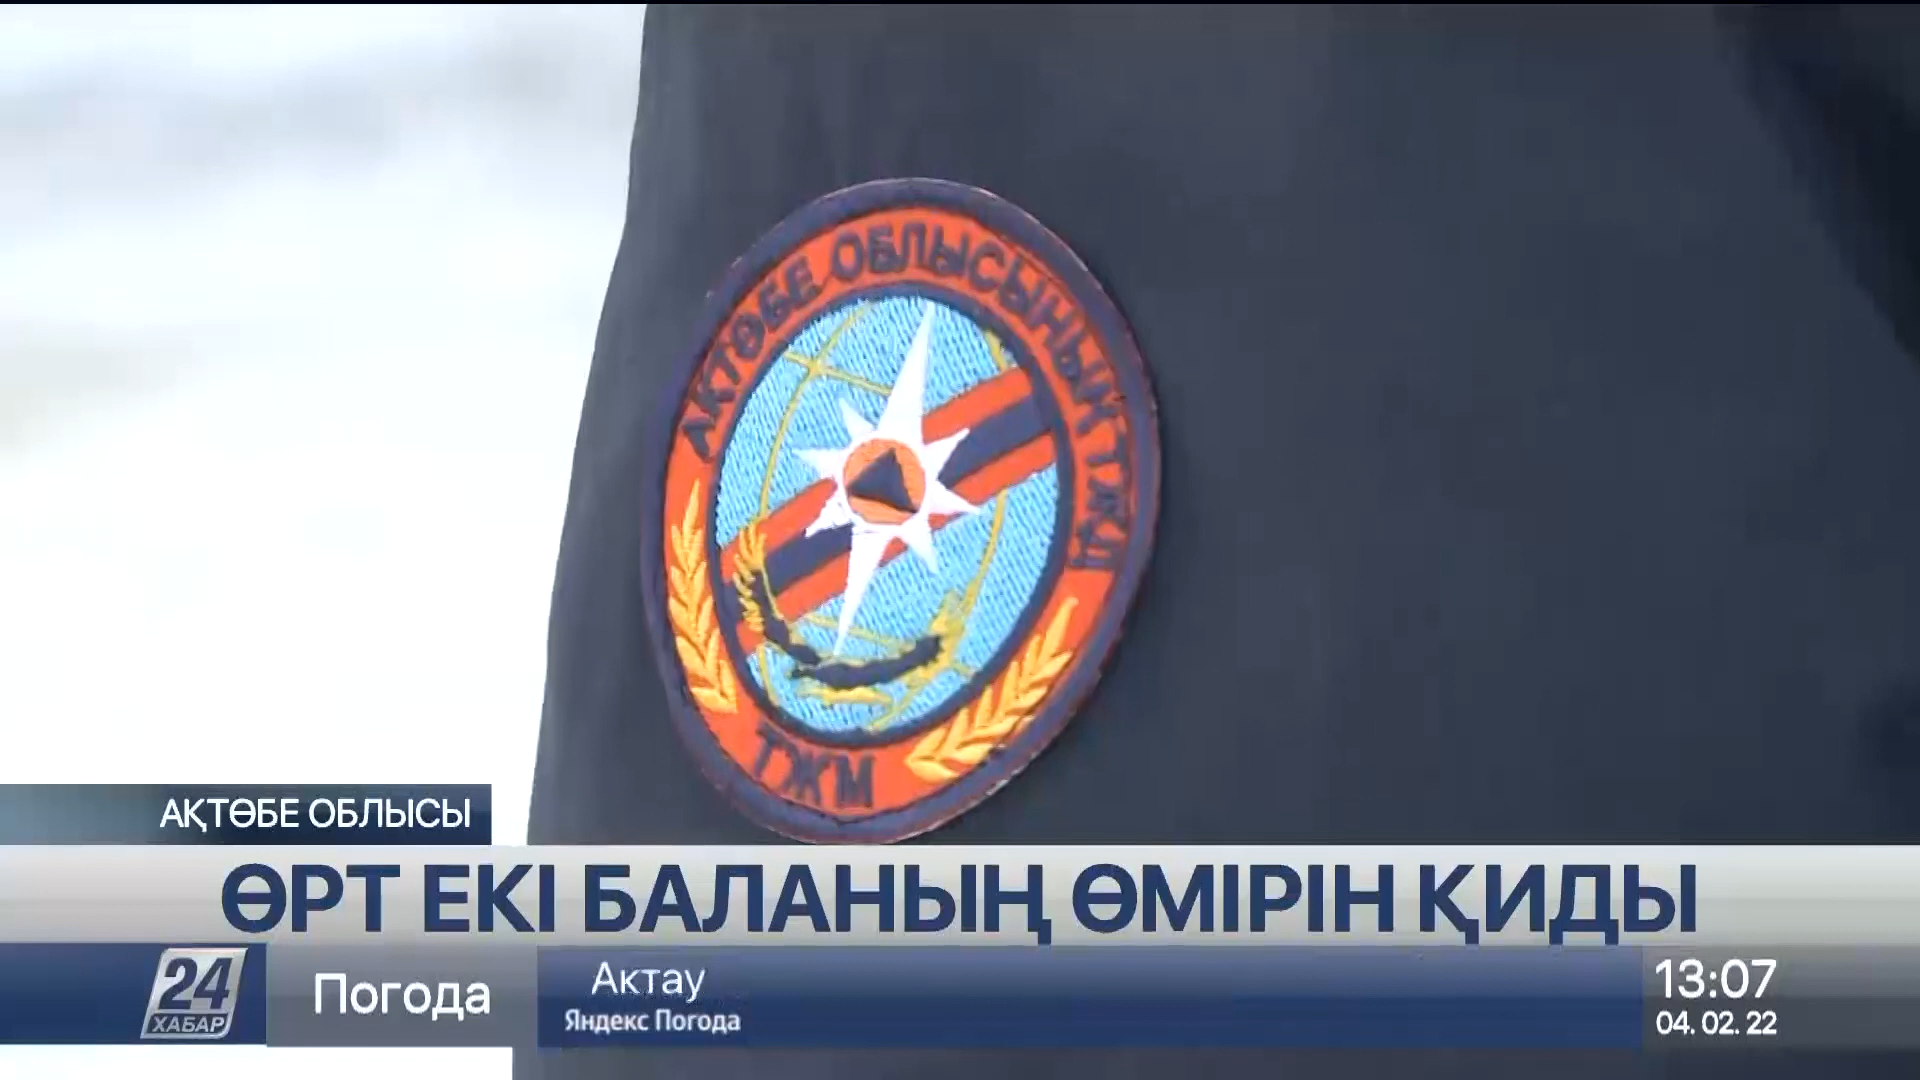 АҚТӨБЕ ОБЛЫСЫНЫҢ ТЖД
ТЖМ
АҚТӨБЕ ОБЛЫСЫ
ӨРТ ЕКІ БАЛАНЫҢ ӨМІРІН ҚИДЫ
24
ХАБАР
Погода
Актау
Яндекс Погода
13:07
04. 02. 22